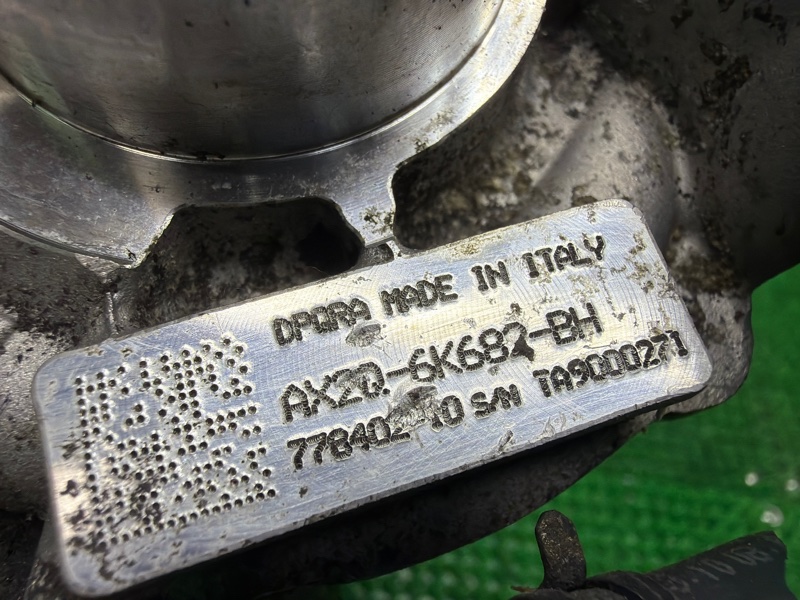 DPQRA MADE IN ITALY
AX2Q-6K682-BH
778402 10 S/N TA9000271